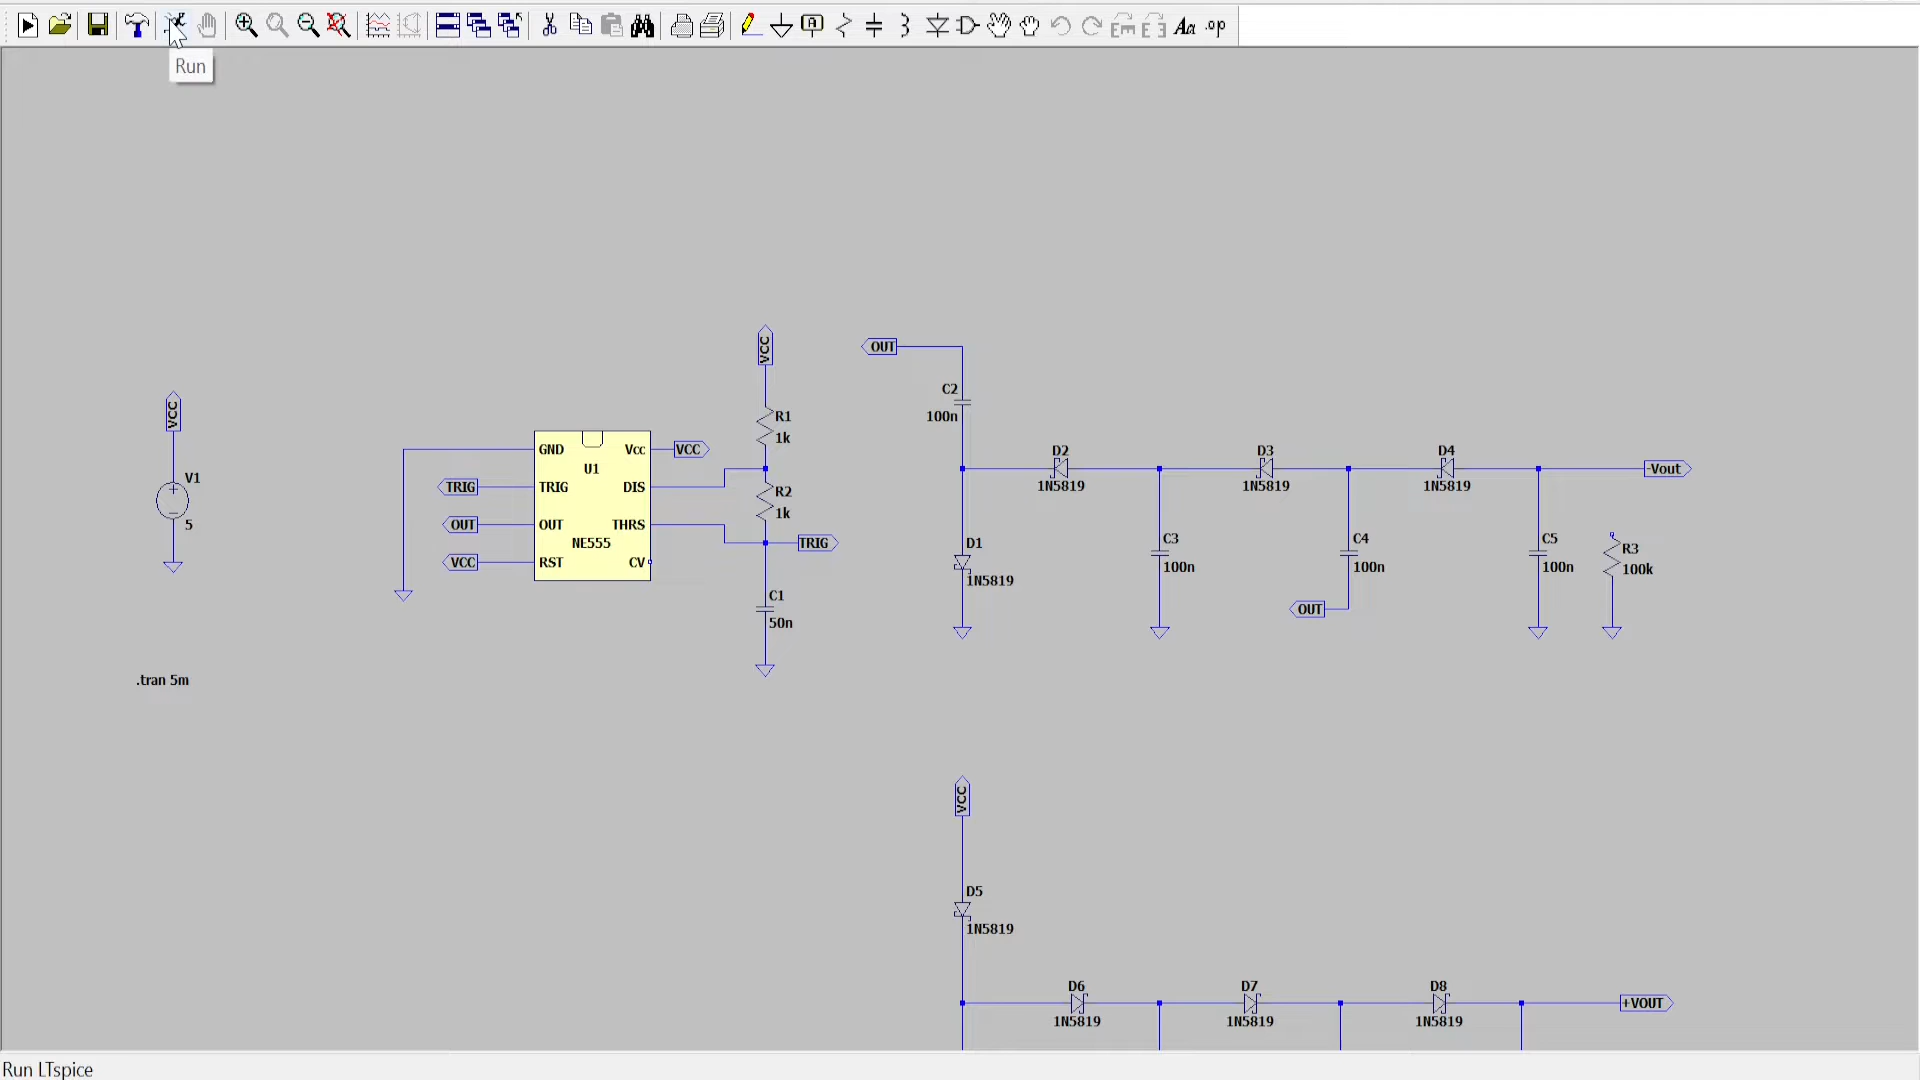 Aa .op
Run
VCC
V1
5
.tran 5m
GND Vcc
U1
TRIG DIS
OUT THRS
NE555
RST CV
TRIG
OUT
VCC
VCC
VCC
R1
1k
R2
1k
TRIG
C1
50n
OUT
C2
100n
D1
1N5819
D2
1N5819
D3
1N5819
D4
1N5819
-Vout
C3
100n
C4
100n
OUT
C5
100n
R3
100k
VCC
D5
1N5819
D6
1N5819
D7
1N5819
D8
1N5819
+VOUT
Run LTspice